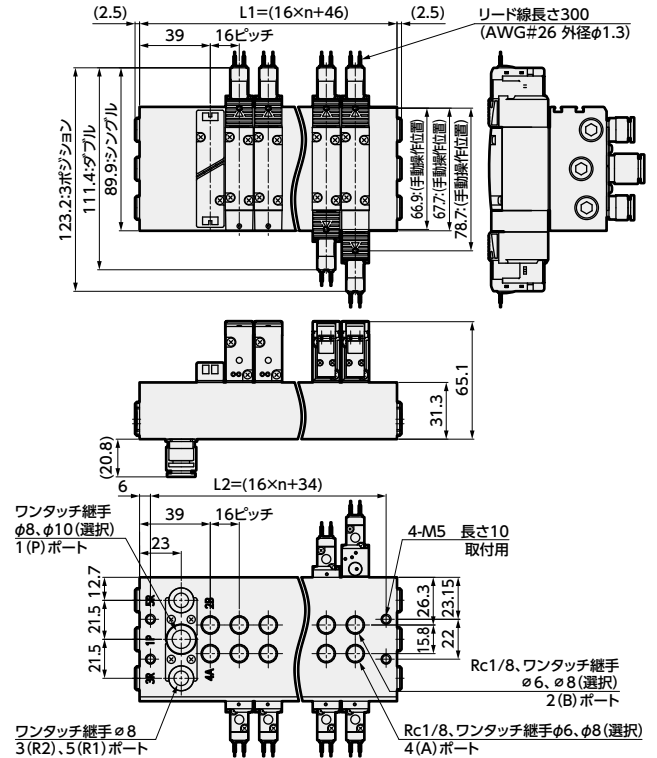 (2.5)
L1=(16×n+46)
(2.5)
リード線長さ300
(AWG#26 外径φ1.3)
39
16ピッチ
123.2:3ポジション
111.4:ダブル
89.9:シングル
66.9:(手動操作位置)
67.7:(手動操作位置)
78.7:(手動操作位置)
65.1
31.3
(20.8)
6
L2=(16×n+34)
ワンタッチ継手
φ8、φ10(選択)
1(P)ポート
39
16ピッチ
23
4-M5 長さ10
取付用
12.7
21.5
21.5
5R
1P
3R
2B
4A
26.3
23.15
15.8
22
Rc1/8、ワンタッチ継手
ø6、ø8(選択)
2(B)ポート
ワンタッチ継手ø8
3(R2)、5(R1)ポート
Rc1/8、ワンタッチ継手φ6、φ8(選択)
4(A)ポート